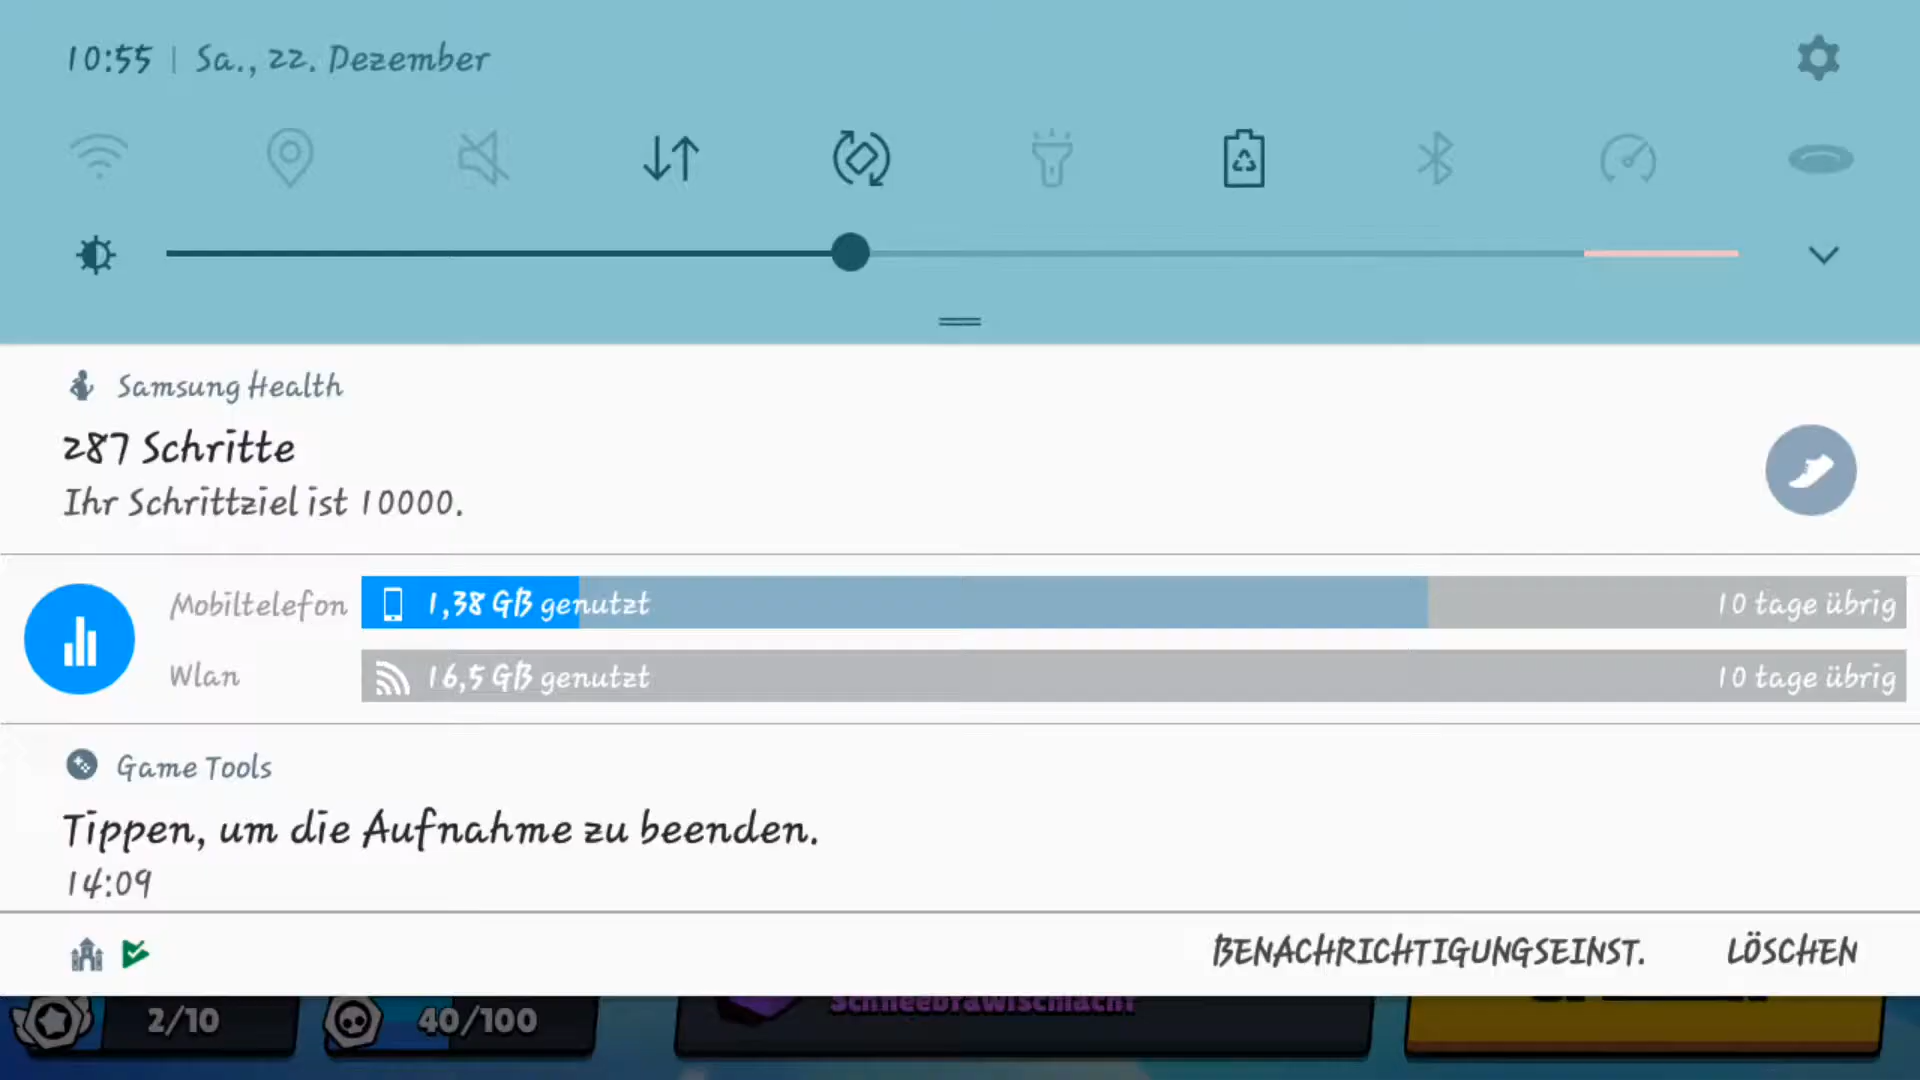 10:55 | Sa., 22. Dezember
Samsung Health
287 Schritte
Ihr Schrittziel ist 10000.
Mobiltelefon 1,38 GB genutzt 10 tage übrig
Wlan 16,5 GB genutzt 10 tage übrig
Game Tools
Tippen, um die Aufnahme zu beenden.
14:09
BENACHRICHTIGUNGSEINST. LÖSCHEN
2/10 40/100 Schneebrawlschlacht